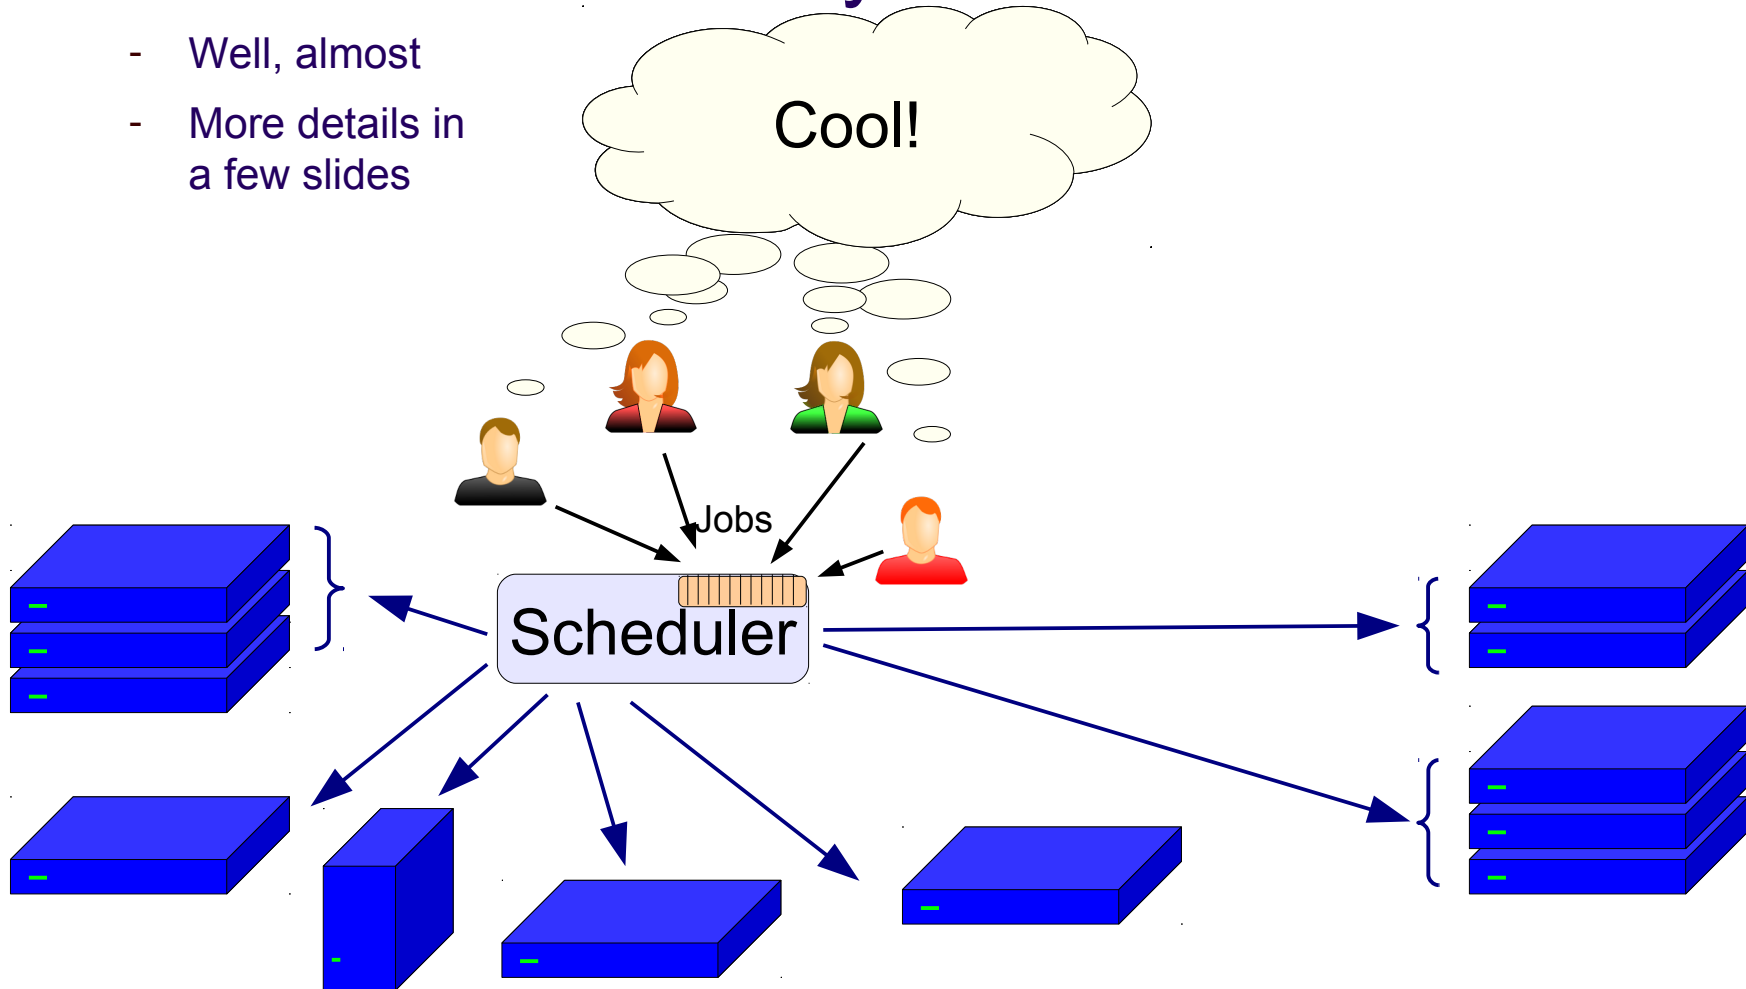 - Well, almost
- More details in
a few slides
Cool!
Jobs
Scheduler